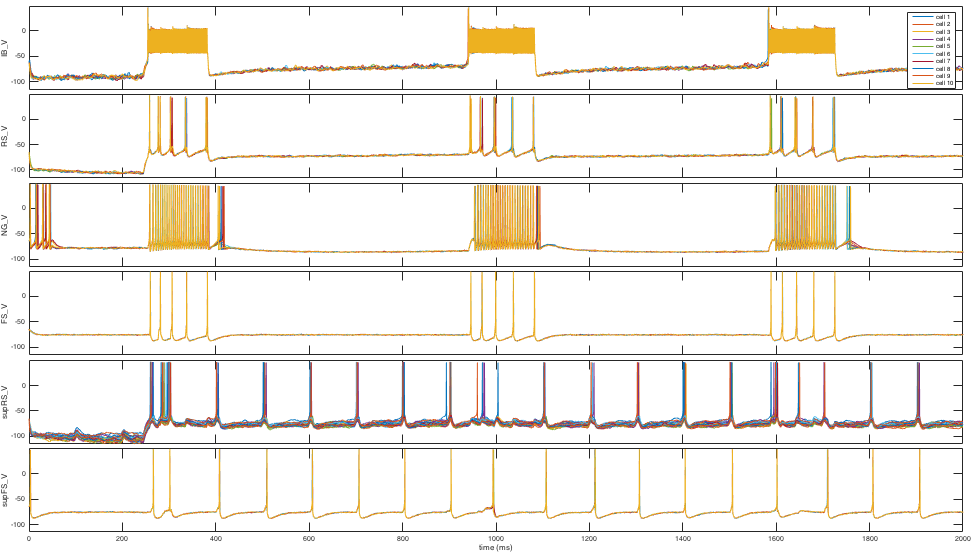 0
-50
-100
IB_V
cell 1
cell 2
cell 3
cell 4
cell 5
cell 6
cell 7
cell 8
cell 9
cell 10
0
-50
-100
RS_V
0
-50
-100
NG_V
0
-50
-100
FS_V
0
-50
-100
supRS_V
0
-50
-100
supFS_V
0 200 400 600 800 1000 1200 1400 1600 1800 2000
time (ms)